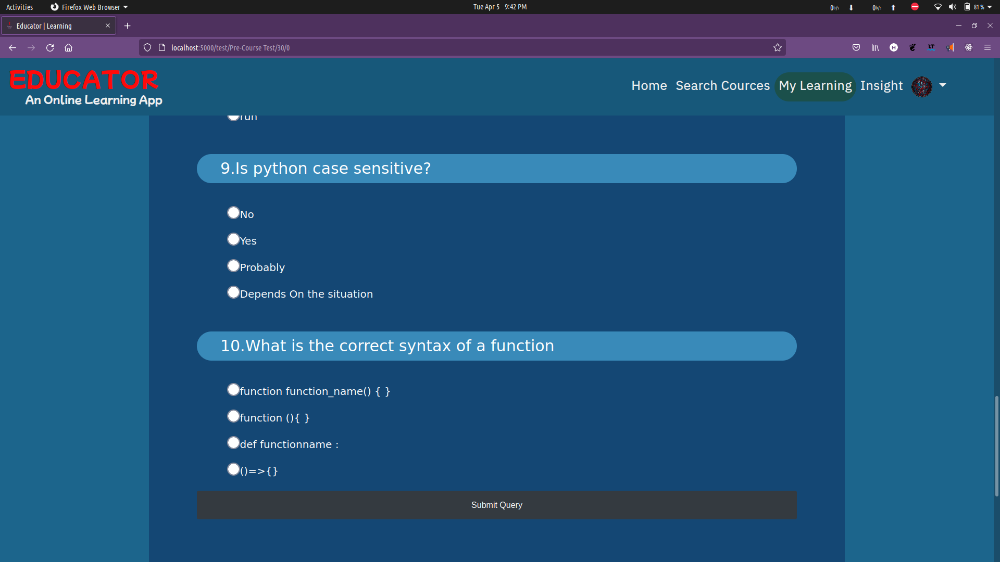 Activities
Firefox Web Browser
Tue Apr 5 9:42 PM
0b/s
0b/s
81 %
Educator | Learning
localhost:5000/test/Pre-Course Test/30/0
H
LT
EDUCATOR
An Online Learning App
Home
Search Cources
My Learning
Insight
run
9.Is python case sensitive?
No
Yes
Probably
Depends On the situation
10.What is the correct syntax of a function
function function_name() { }
function (){ }
def functionname :
()=>{}
Submit Query